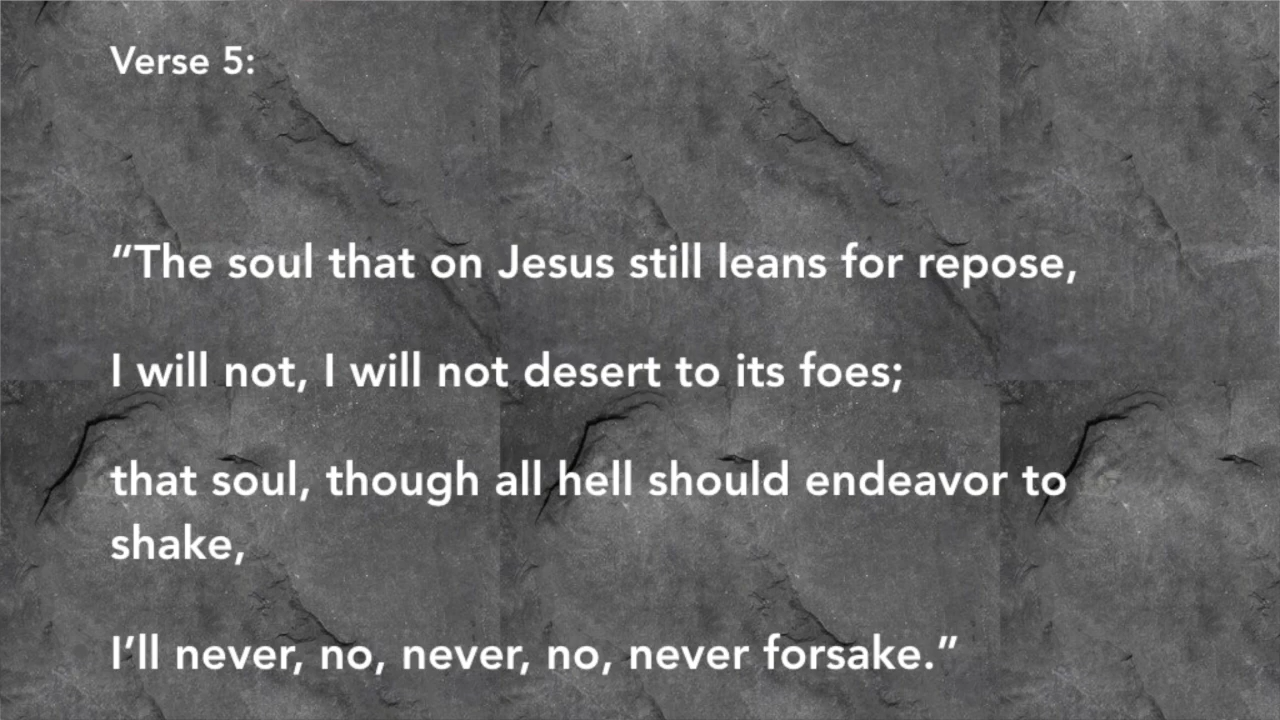 Verse 5:
“The soul that on Jesus still leans for repose,
I will not, I will not desert to its foes;
that soul, though all hell should endeavor to
shake,
I’ll never, no, never, no, never forsake.”